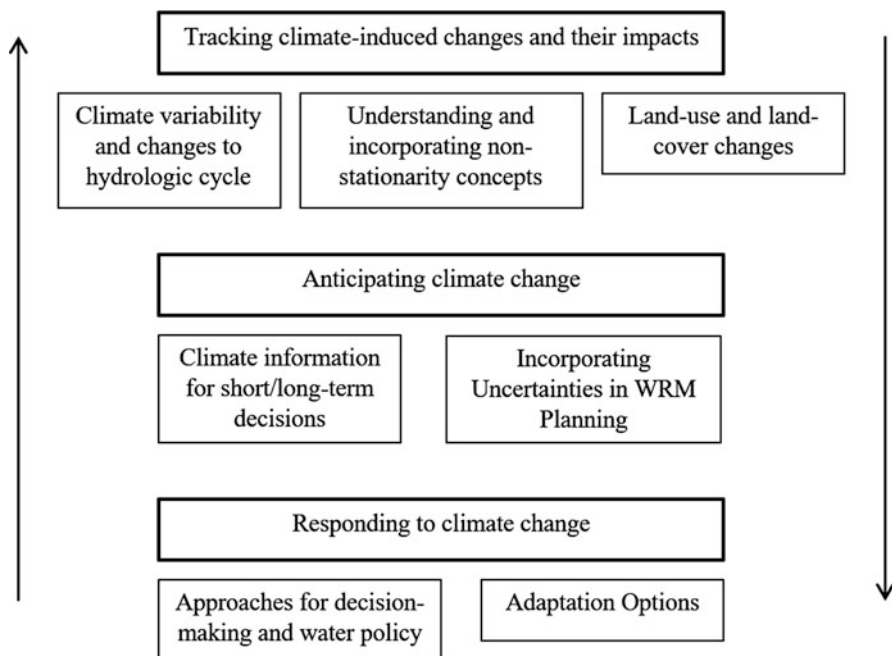 Tracking climate-induced changes and their impacts
Climate variability
and changes to
hydrologic cycle
Understanding and
incorporating non-
stationarity concepts
Land-use and land-
cover changes
Anticipating climate change
Climate information
for short/long-term
decisions
Incorporating
Uncertainties in WRM
Planning
Responding to climate change
Approaches for decision-
making and water policy
Adaptation Options